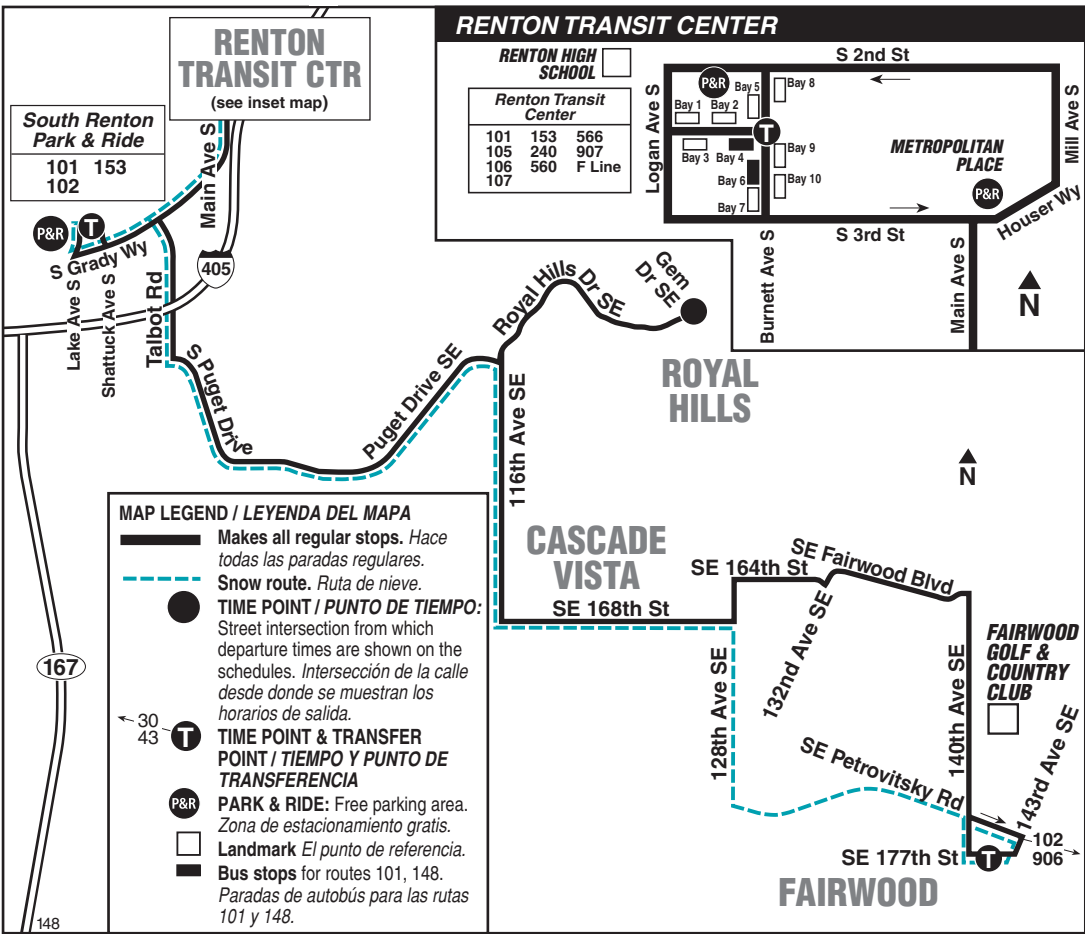 RENTON
TRANSIT CTR
(see inset map)
South Renton
Park & Ride
101 153
102
P&R
T
S Grady Wy
Main Ave S
405
Lake Ave S
Shattuck Ave S
Talbot Rd
S Puget Drive
Puget Drive SE
Royal Hills Dr SE
Gem
Dr SE
ROYAL
HILLS
N
116th Ave SE
CASCADE
VISTA
SE 168th St
SE 164th St
SE Fairwood Blvd
132nd Ave SE
128th Ave SE
140th Ave SE
FAIRWOOD
GOLF &
COUNTRY
CLUB
143rd Ave SE
SE Petrovitsky Rd
102
906
SE 177th St
T
FAIRWOOD
167
RENTON TRANSIT CENTER
RENTON HIGH
SCHOOL
Renton Transit
Center
101 153 566
105 240 907
106 560 F Line
107
S 2nd St
Logan Ave S
P&R
Bay 5
Bay 8
Bay 1
Bay 2
T
Bay 3
Bay 4
Bay 9
Bay 6
Bay 10
Bay 7
METROPOLITAN
PLACE
P&R
Mill Ave S
Houser Wy
S 3rd St
Burnett Ave S
Main Ave S
N
MAP LEGEND / LEYENDA DEL MAPA
Makes all regular stops. Hace
todas las paradas regulares.
Snow route. Ruta de nieve.
TIME POINT / PUNTO DE TIEMPO:
Street intersection from which
departure times are shown on the
schedules. Intersección de la calle
desde donde se muestran los
horarios de salida.
30
43
T
TIME POINT & TRANSFER
POINT / TIEMPO Y PUNTO DE
TRANSFERENCIA
P&R
PARK & RIDE: Free parking area.
Zona de estacionamiento gratis.
Landmark El punto de referencia.
Bus stops for routes 101, 148.
Paradas de autobús para las rutas
101 y 148.
148